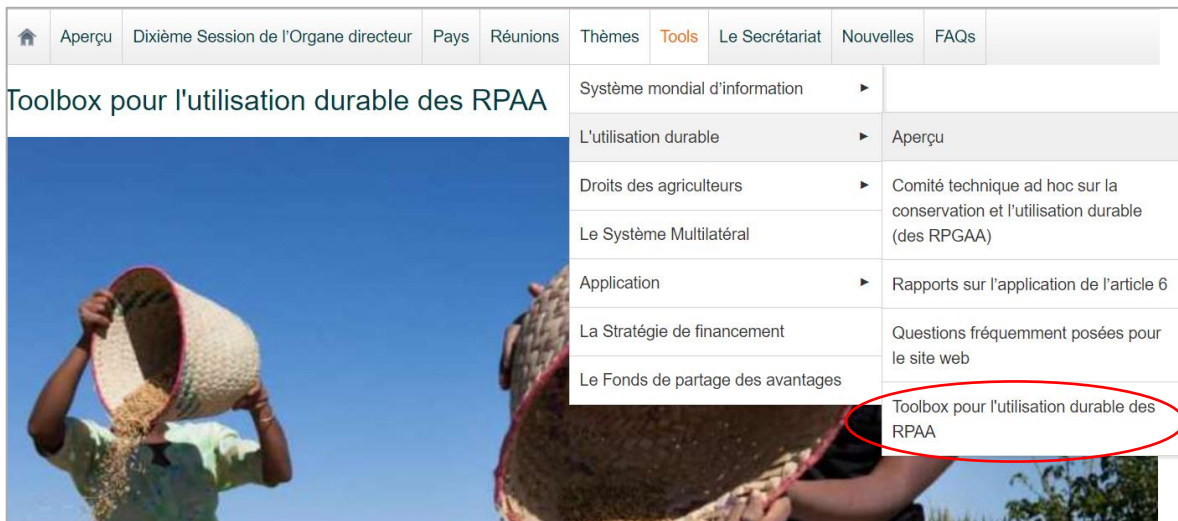 Aperçu Dixième Session de l'Organe directeur Pays Réunions Thèmes Tools Le Secrétariat Nouvelles FAQs
Toolbox pour l'utilisation durable des RPAA
Système mondial d'information
L'utilisation durable
Droits des agriculteurs
Le Système Multilatéral
Application
La Stratégie de financement
Le Fonds de partage des avantages
Aperçu
Comité technique ad hoc sur la
conservation et l'utilisation durable
(des RPGAA)
Rapports sur l'application de l'article 6
Questions fréquemment posées pour
le site web
Toolbox pour l'utilisation durable des
RPAA